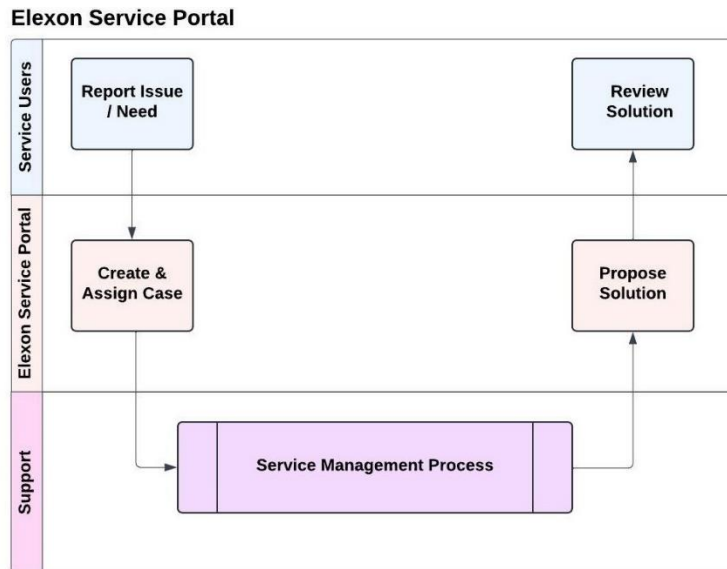 Elexon Service Portal
Service Users
Report Issue
/ Need
Review
Solution
Elexon Service Portal
Create &
Assign Case
Propose
Solution
Support
Service Management Process